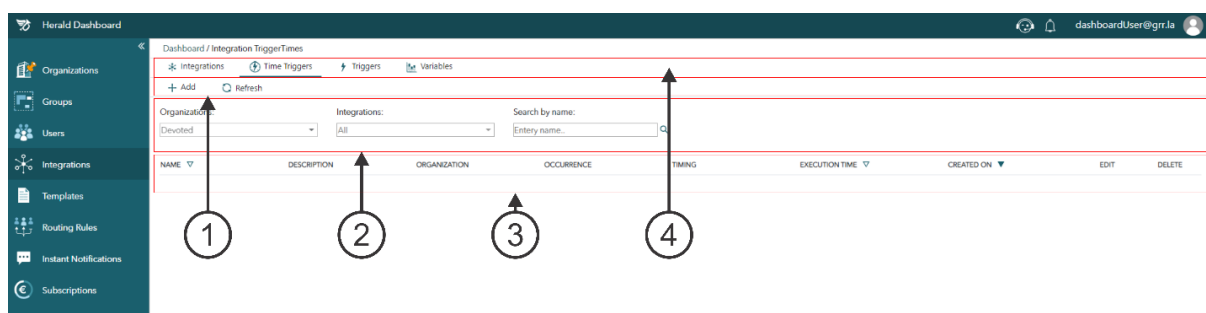 Herald Dashboard
dashboardUser@grr.la
Dashboard / Integration TriggerTimes
Integrations Time Triggers Triggers Variables
Add Refresh
Organizations: Integrations: Search by name:
Devoted All Entery name..
NAME DESCRIPTION ORGANIZATION OCCURRENCE TIMING EXECUTION TIME CREATED ON EDIT DELETE
Organizations
Groups
Users
Integrations
Templates
Routing Rules
Instant Notifications
Subscriptions
1 2 3 4